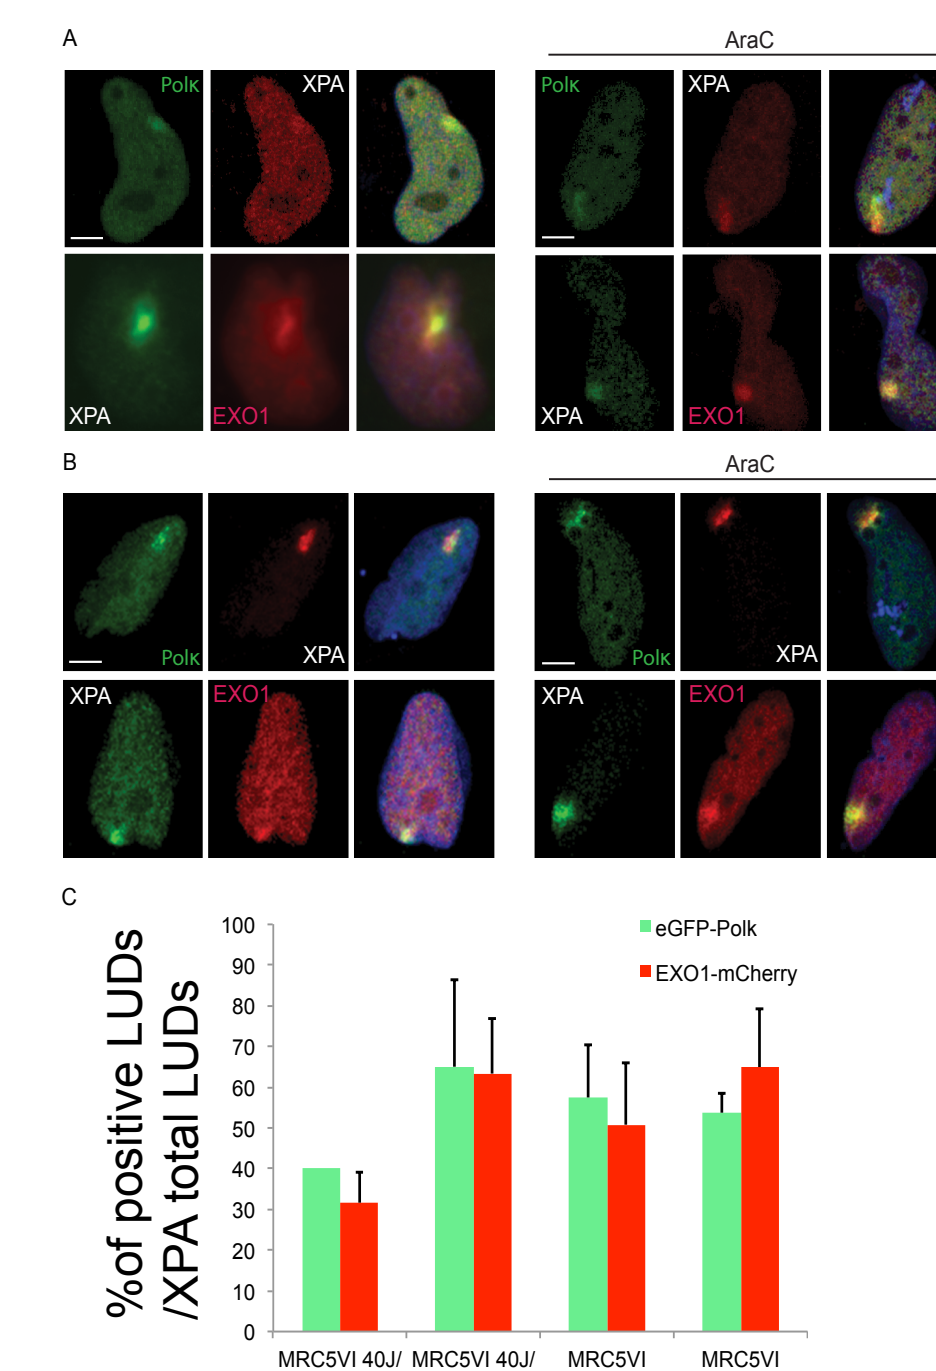 A
AraC
Polκ
XPA
Polκ
XPA
XPA
EXO1
XPA
EXO1
B
AraC
Polκ
XPA
Polκ
XPA
XPA
EXO1
XPA
EXO1
C
%of positive LUDs
/XPA total LUDs
100
90
80
70
60
50
40
30
20
10
0
eGFP-Polk
EXO1-mCherry
MRC5VI 40J/ MRC5VI 40J/ MRC5VI MRC5VI